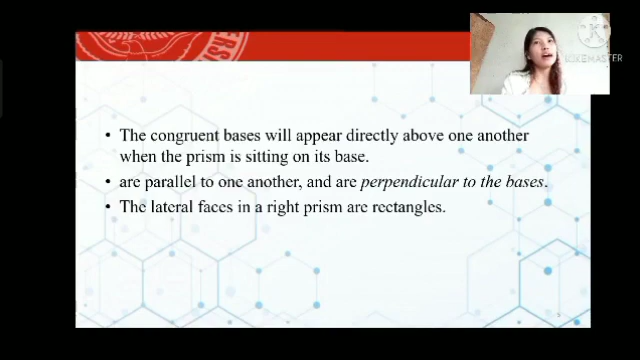 • The congruent bases will appear directly above one another
when the prism is sitting on its base.
• are parallel to one another, and are perpendicular to the bases.
• The lateral faces in a right prism are rectangles.